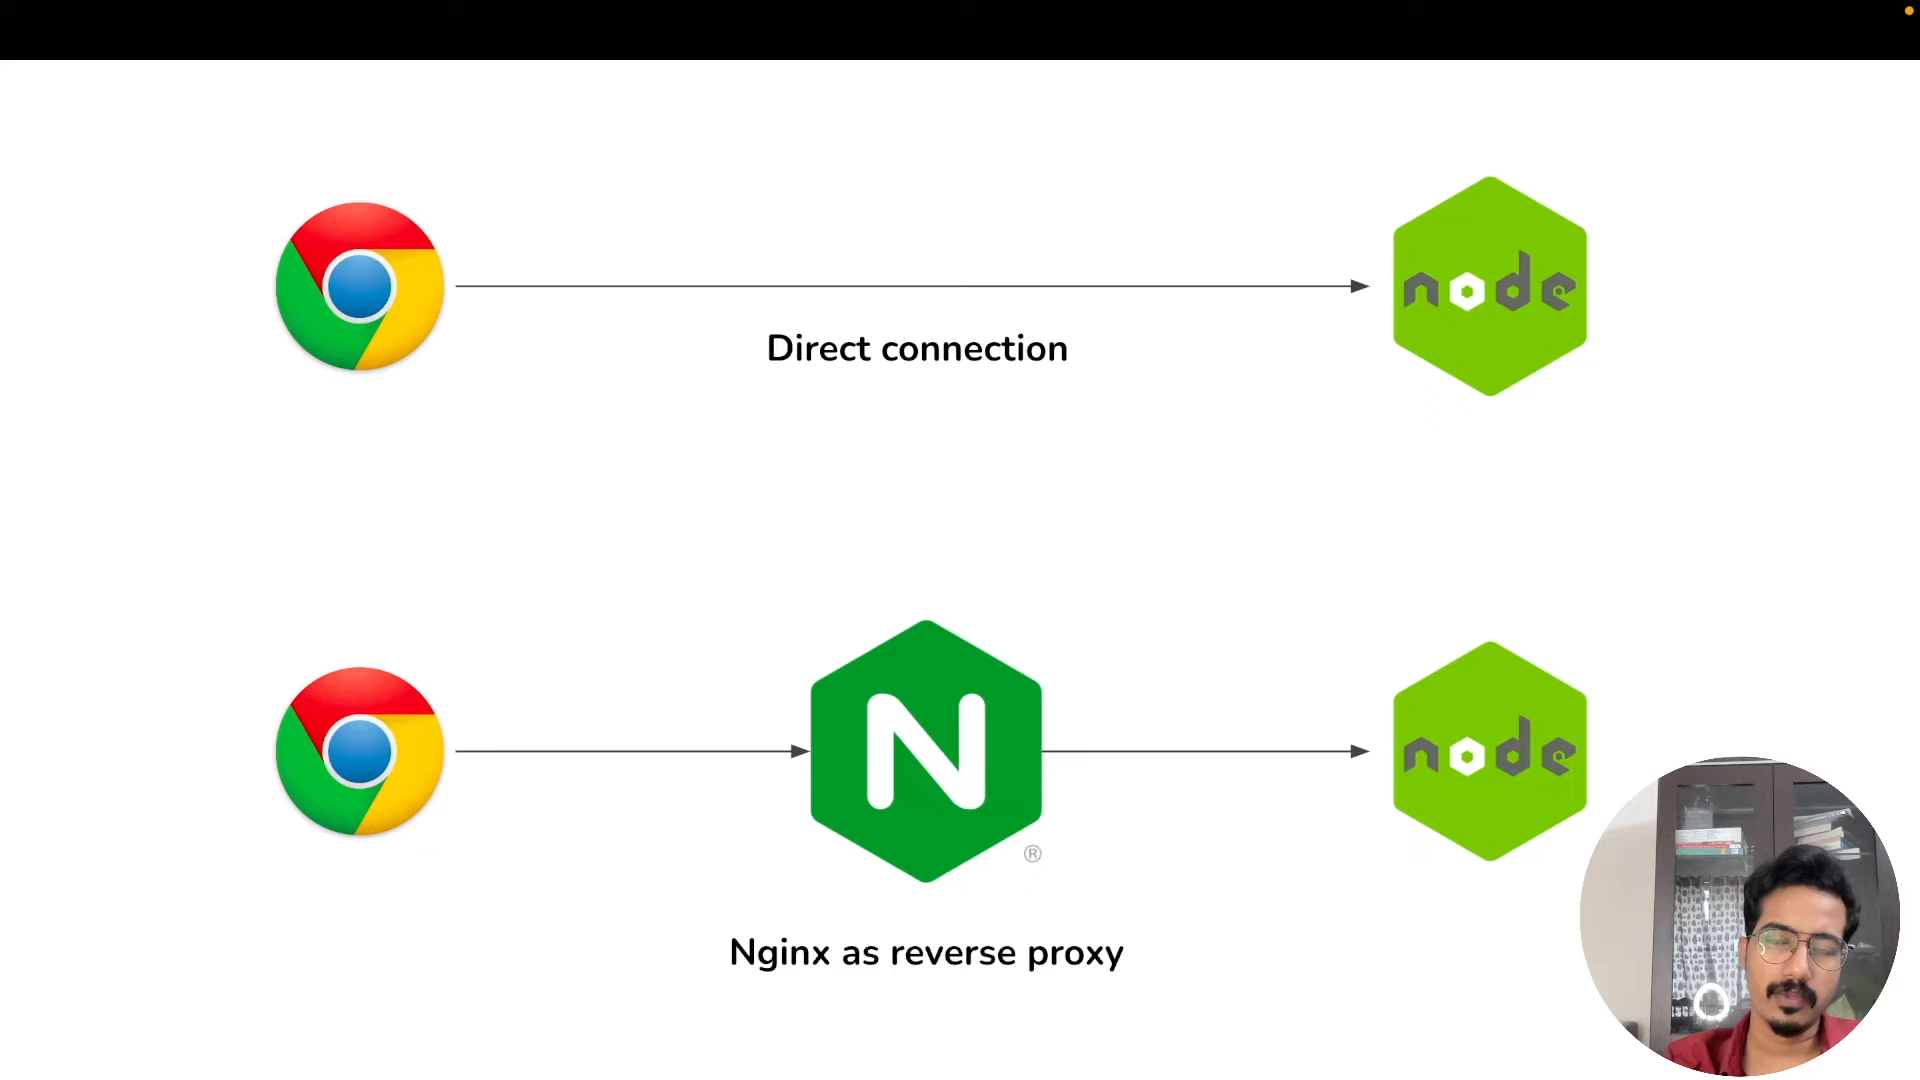 node
Direct connection
N
®
node
Nginx as reverse proxy